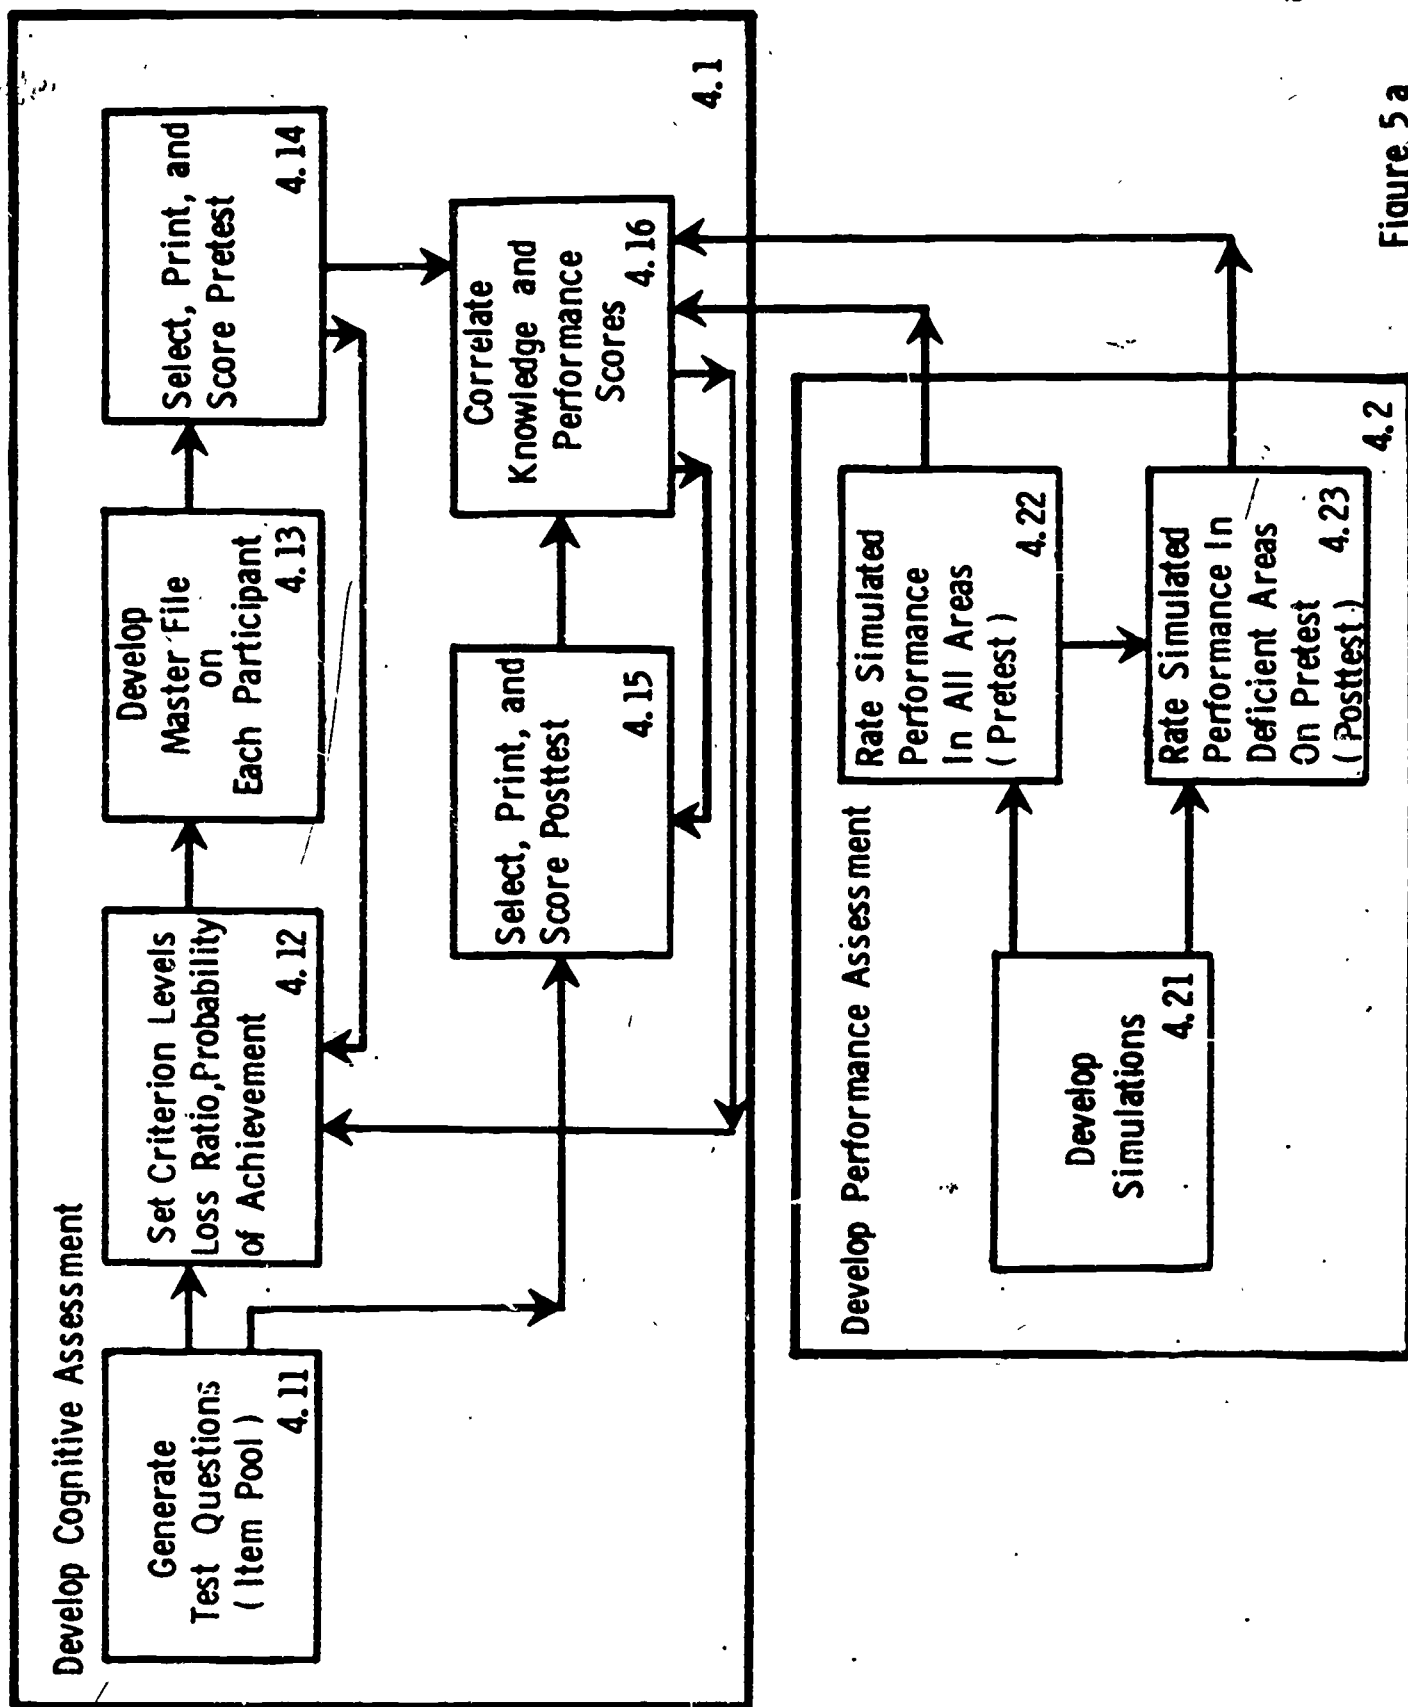 Develop Cognitive Assessment
Generate
Test Questions
( Item Pool )
4.11
Set Criterion Levels
Loss Ratio, Probability
of Achievement
4.12
Develop
Master File
on
Each Participant
4.13
Select, Print, and
Score Pretest
4.14
Select, Print, and
Score Posttest
4.15
Correlate
Knowledge and
Performance
Scores
4.16
4.1
Develop Performance Assessment
Develop
Simulations
4.21
Rate Simulated
Performance
In All Areas
( Pretest )
4.22
Rate Simulated
Performance In
Deficient Areas
On Pretest
( Posttest )
4.23
4.2
Figure 5a